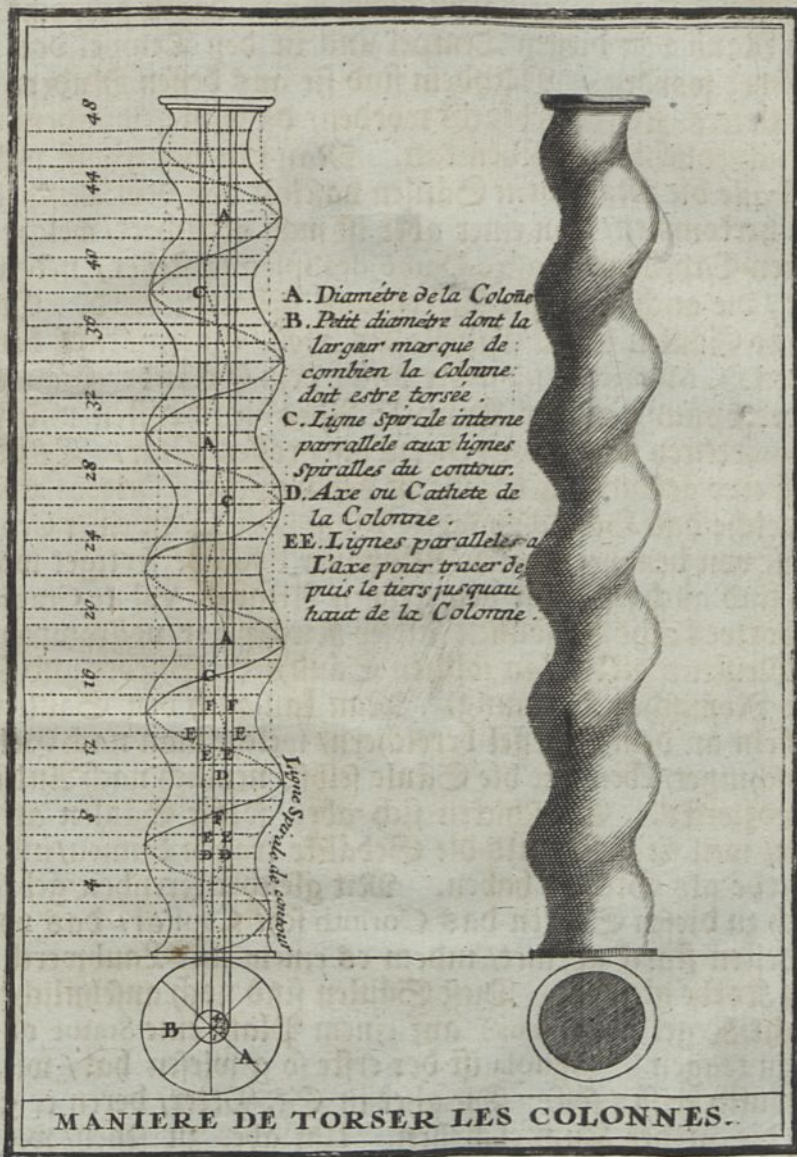 48
44
40
36
32
28
24
20
16
12
8
4
A
C
A
C
A
C
F F
E E
E E
D
F
E E
D D
Ligne Spirale de contour
B
A
A. Diamétre de la Coloñe
B. Petit diamétre dont la
largeur marque de
combien la Colonne
doit estre torsée.
C. Ligne Spirale interne
parrallele aux lignes
spiralles du contour.
D. Axe ou Cathete de
la Colonne.
EE. Lignes paralleles a
L'axe pour tracer de
puis le tiers jusquau
haut de la Colonne.
MANIERE DE TORSER LES COLONNES.